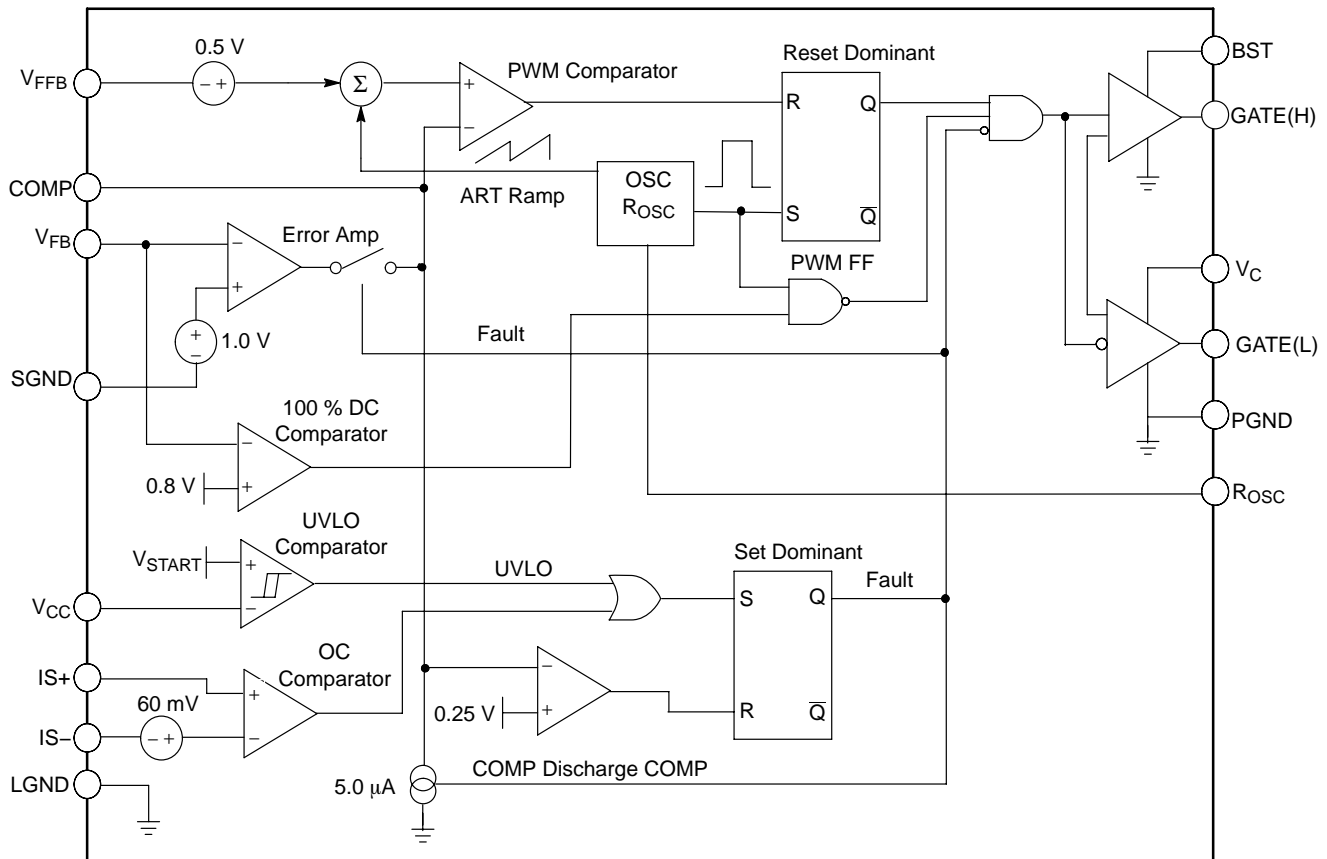 0.5 V
Reset Dominant
BST
VFFB
− +
Σ
+
PWM Comparator
−
R
Q
GATE(H)
COMP
ART Ramp
OSC
ROSC
S
Q̅
VFB
−
Error Amp
+
PWM FF
VC
+
−
1.0 V
Fault
GATE(L)
SGND
100 % DC
Comparator
−
PGND
0.8 V
+
ROSC
UVLO
Comparator
VSTART
+
−
UVLO
Set Dominant
Fault
VCC
S
Q
IS+
OC
Comparator
+
−
60 mV
− +
−
0.25 V
+
R
Q̅
IS−
LGND
5.0 μA
COMP Discharge COMP